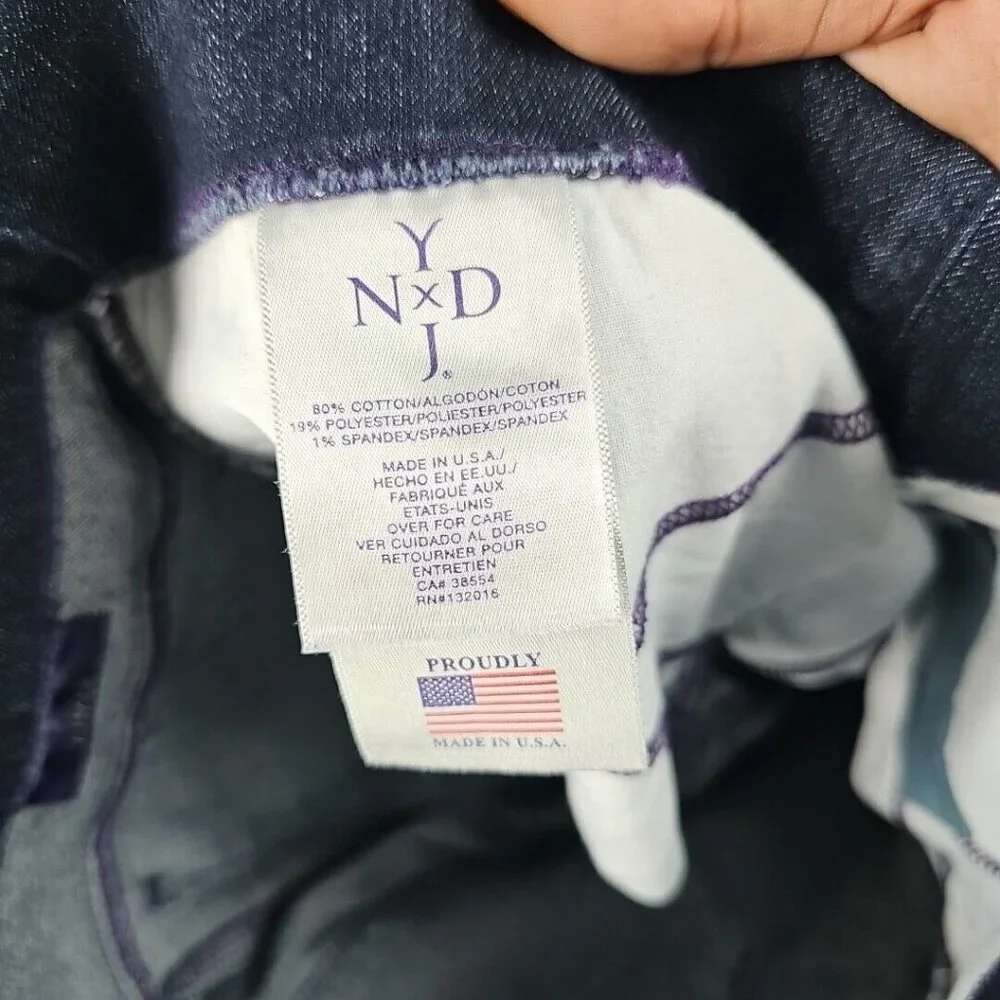 Y
N x D
J®
80% COTTON/ALGODÓN/COTON
19% POLYESTER/POLIESTER/POLYESTER
1% SPANDEX/SPANDEX/SPANDEX
MADE IN U.S.A./
HECHO EN EE.UU./
FABRIQUÉ AUX
ETATS-UNIS
OVER FOR CARE
VER CUIDADO AL DORSO
RETOURNER POUR
ENTRETIEN
CA# 38554
RN#132016
PROUDLY
MADE IN U.S.A.